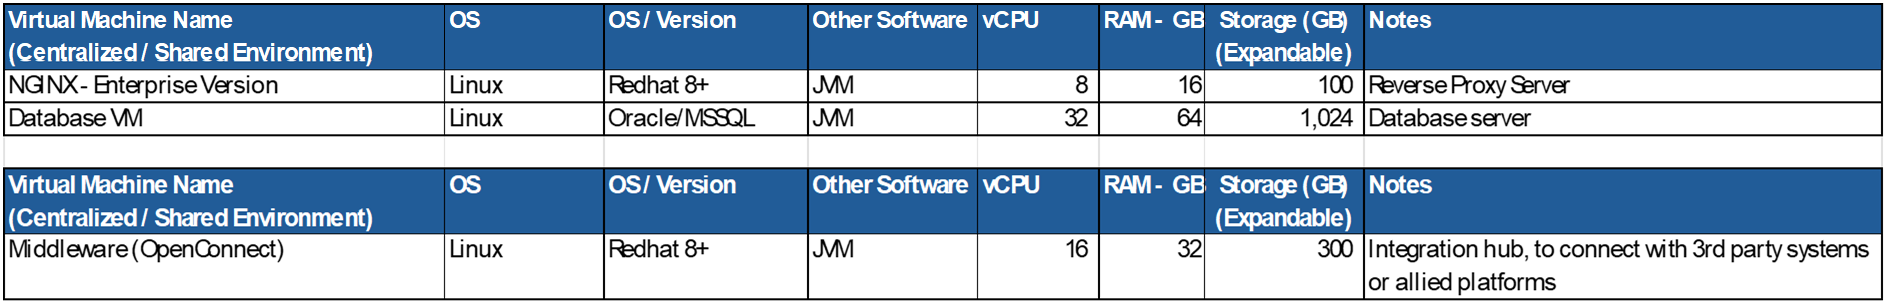 Virtual Machine Name OS OS / Version Other Software vCPU RAM - GB Storage (GB) Notes
(Centralized / Shared Environment) (Expandable)
NGINX - Enterprise Version Linux Redhat 8+ JVM 8 16 100 Reverse Proxy Server
Database VM Linux Oracle/MSSQL JVM 32 64 1,024 Database server
Virtual Machine Name OS OS / Version Other Software vCPU RAM - GB Storage (GB) Notes
(Centralized / Shared Environment) (Expandable)
Middleware (OpenConnect) Linux Redhat 8+ JVM 16 32 300 Integration hub, to connect with 3rd party systems
or allied platforms